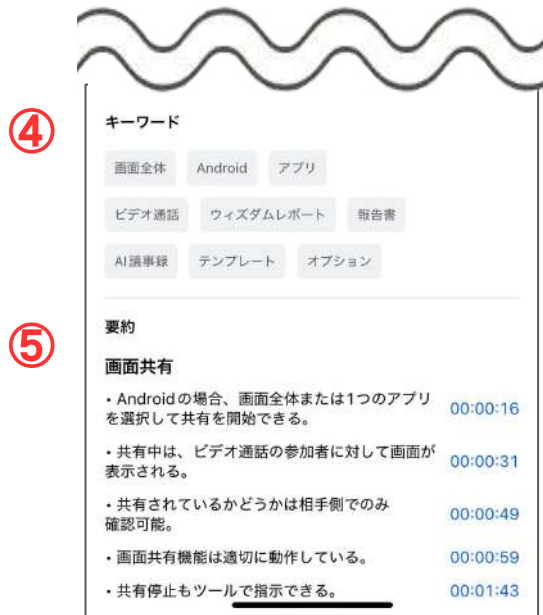 ④
キーワード
画面全体 Android アプリ
ビデオ通話 ウィズダムレポート 報告書
AI議事録 テンプレート オプション
⑤
要約
画面共有
・Androidの場合、画面全体または1つのアプリ
を選択して共有を開始できる。 00:00:16
・共有中は、ビデオ通話の参加者に対して画面が
表示される。 00:00:31
・共有されているかどうかは相手側でのみ
確認可能。 00:00:49
・画面共有機能は適切に動作している。 00:00:59
・共有停止もツールで指示できる。 00:01:43